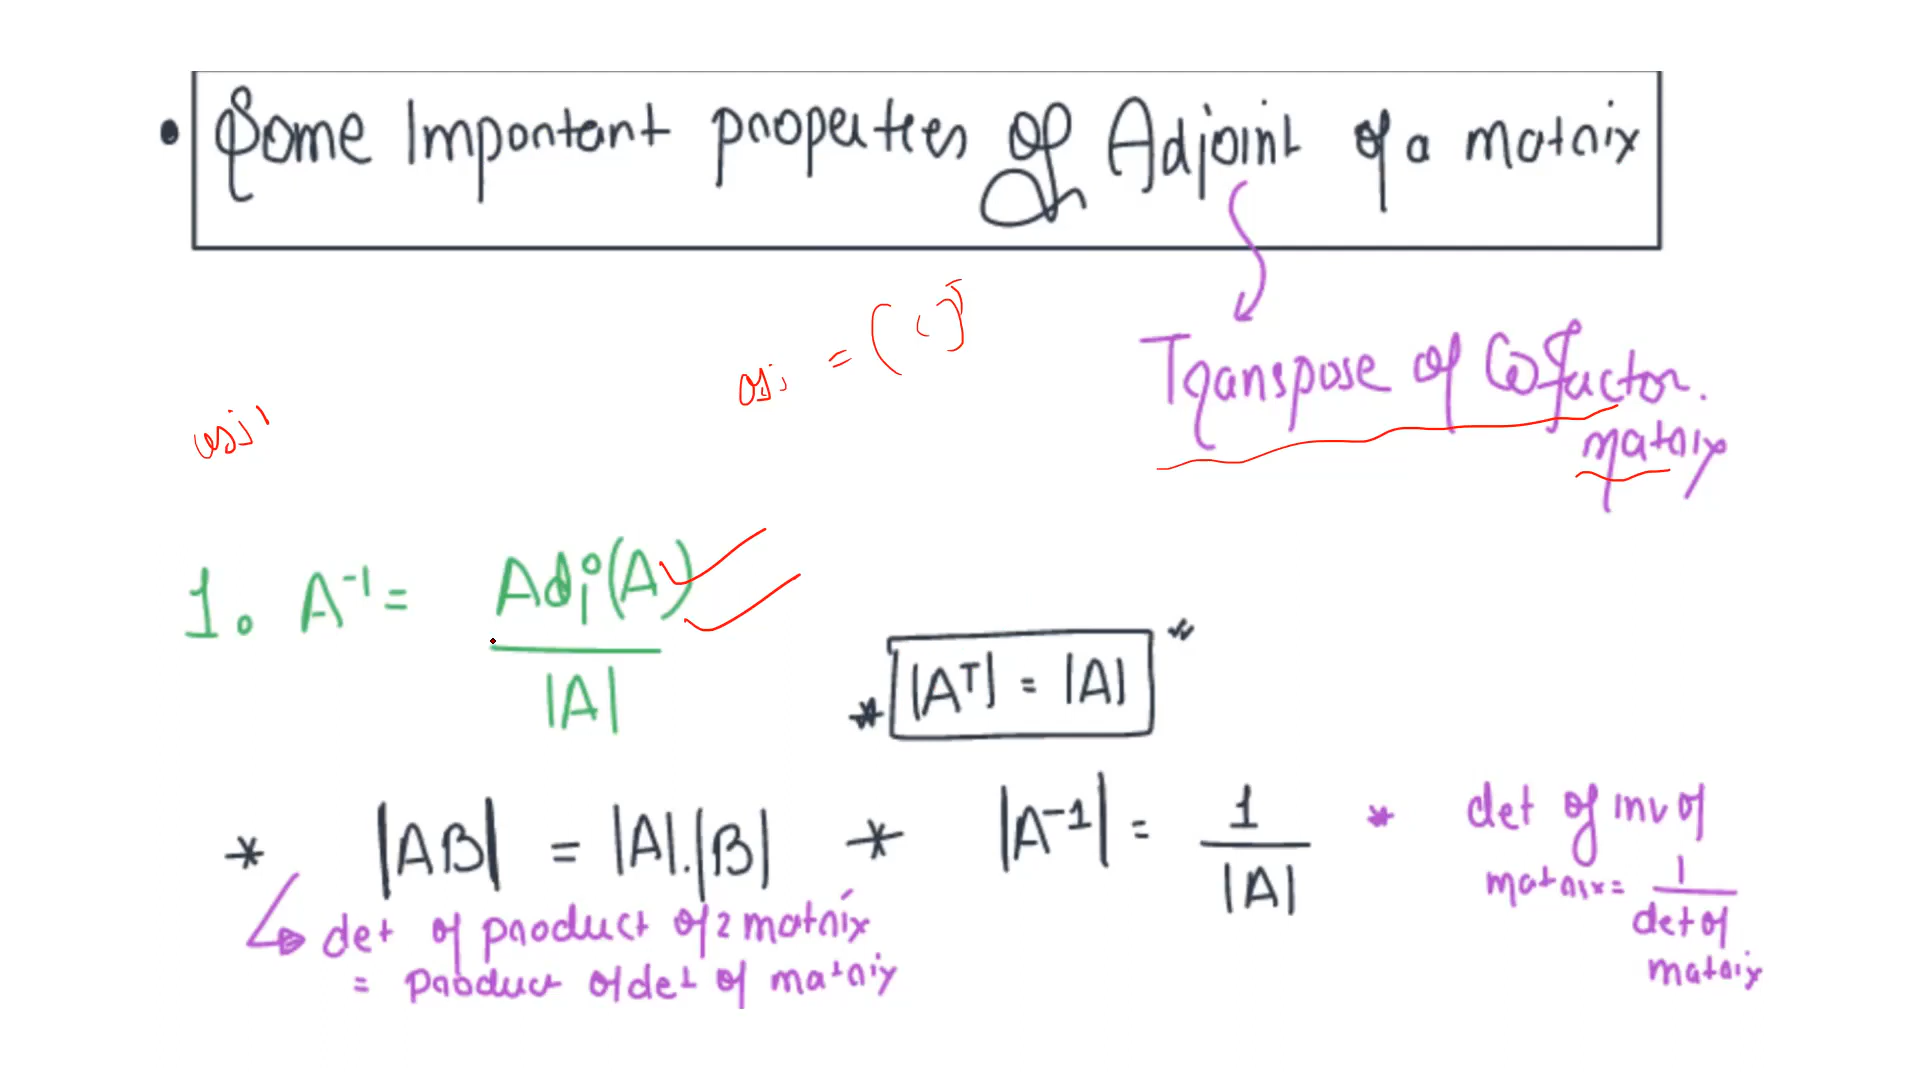 • Some Important properties Of Adjoint of a matrix
Transpose of Cofactor.
matrix
adj = (C)ᵀ
1. A⁻¹ = Adj(A) / |A|
* |Aᵀ| = |A|
* |AB| = |A|.|B|
* |A⁻¹| = 1 / |A|
* det of inv of
matrix = 1 / det of
matrix
det of product of 2 matrix
= Product of det of matrix